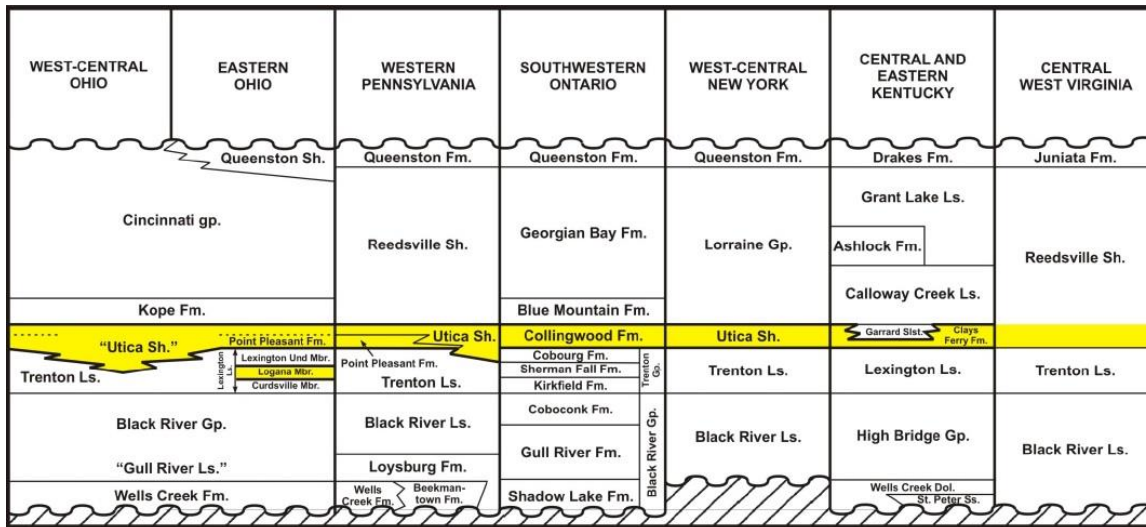 WEST-CENTRAL
OHIO
EASTERN
OHIO
WESTERN
PENNSYLVANIA
SOUTHWESTERN
ONTARIO
WEST-CENTRAL
NEW YORK
CENTRAL AND
EASTERN
KENTUCKY
CENTRAL
WEST VIRGINIA
Queenston Sh.
Cincinnati gp.
Kope Fm.
"Utica Sh."
Point Pleasant Fm.
Trenton Ls.
Lexington
Ls.
Lexington Und Mbr.
Logana Mbr.
Curdsville Mbr.
Black River Gp.
"Gull River Ls."
Wells Creek Fm.
Queenston Fm.
Reedsville Sh.
Utica Sh.
Point Pleasant Fm.
Trenton Ls.
Black River Ls.
Loysburg Fm.
Wells
Creek Fm.
Beekman-
town Fm.
Queenston Fm.
Georgian Bay Fm.
Blue Mountain Fm.
Collingwood Fm.
Cobourg Fm.
Sherman Fall Fm.
Kirkfield Fm.
Trenton
Gp.
Coboconk Fm.
Gull River Fm.
Shadow Lake Fm.
Black River Gp.
Queenston Fm.
Lorraine Gp.
Utica Sh.
Trenton Ls.
Black River Ls.
Drakes Fm.
Grant Lake Ls.
Ashlock Fm.
Calloway Creek Ls.
Garrard Slst.
Clays
Ferry Fm.
Lexington Ls.
High Bridge Gp.
Wells Creek Dol.
St. Peter Ss.
Juniata Fm.
Reedsville Sh.
Trenton Ls.
Black River Ls.